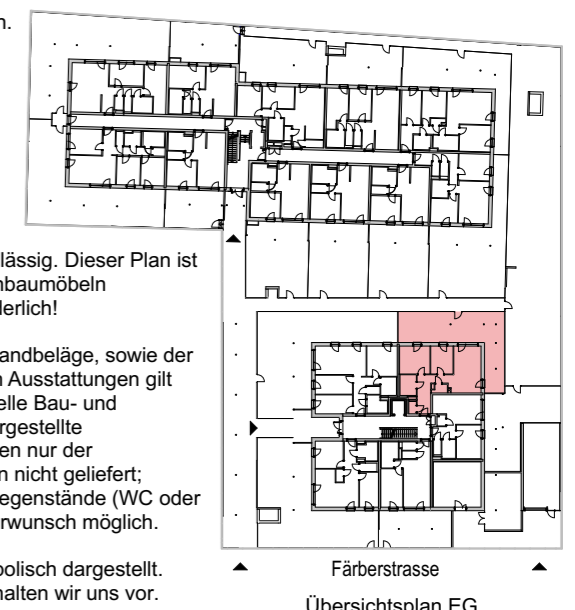 n.
lässig. Dieser Plan ist
nbaumöbeln
derlich!
andbeläge, sowie der
n Ausstattungen gilt
elle Bau- und
rgestellte
en nur der
n nicht geliefert;
egenstände (WC oder
rwunsch möglich.
bolisch dargestellt.
halten wir uns vor.
Färberstrasse
Übersichtsplan EG